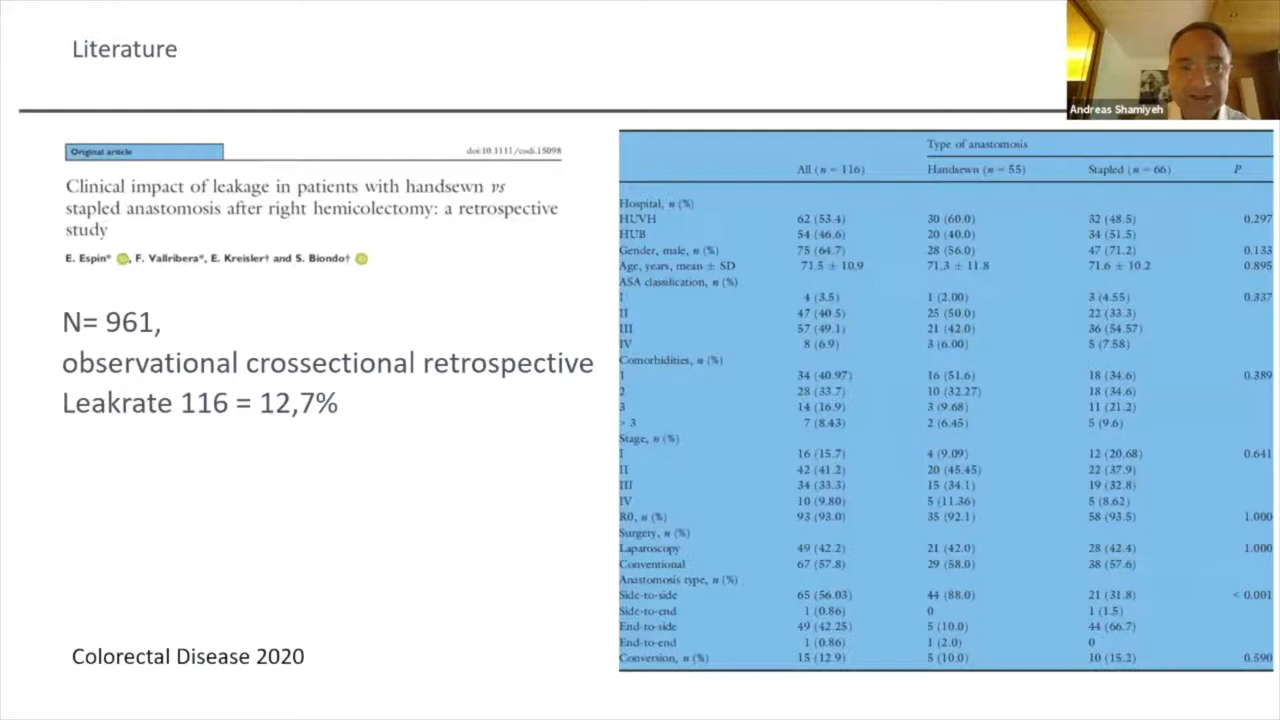 Literature
Andreas Shamiyeh
Original article
doi:10.1111/codi.15098
Clinical impact of leakage in patients with handsewn vs
stapled anastomosis after right hemicolectomy: a retrospective
study
E. Espin*, F. Vallribera*, E. Kreisler† and S. Biondo†
N= 961,
observational crossectional retrospective
Leakrate 116 = 12,7%
Colorectal Disease 2020
Type of anastomosis
All (n = 116) Handsewn (n = 55) Stapled (n = 66) P
Hospital, n (%)
HUVH 62 (53.4) 30 (60.0) 32 (48.5) 0.297
HUB 54 (46.6) 20 (40.0) 34 (51.5)
Gender, male, n (%) 75 (64.7) 28 (56.0) 47 (71.2) 0.133
Age, years, mean ± SD 71.5 ± 10.9 71.3 ± 11.8 71.6 ± 10.2 0.895
ASA classification, n (%)
I 4 (3.5) 1 (2.00) 3 (4.55) 0.337
II 47 (40.5) 25 (50.0) 22 (33.3)
III 57 (49.1) 21 (42.0) 36 (54.57)
IV 8 (6.9) 3 (6.00) 5 (7.58)
Comorbidities, n (%)
1 34 (40.97) 16 (51.6) 18 (34.6) 0.389
2 28 (33.7) 10 (32.27) 18 (34.6)
3 14 (16.9) 3 (9.68) 11 (21.2)
> 3 7 (8.43) 2 (6.45) 5 (9.6)
Stage, n (%)
I 16 (15.7) 4 (9.09) 12 (20.68) 0.641
II 42 (41.2) 20 (45.45) 22 (37.9)
III 34 (33.3) 15 (34.1) 19 (32.8)
IV 10 (9.80) 5 (11.36) 5 (8.62)
R0, n (%) 93 (93.0) 35 (92.1) 58 (93.5) 1.000
Surgery, n (%)
Laparoscopy 49 (42.2) 21 (42.0) 28 (42.4) 1.000
Conventional 67 (57.8) 29 (58.0) 38 (57.6)
Anastomosis type, n (%)
Side-to-side 65 (56.03) 44 (88.0) 21 (31.8) < 0.001
Side-to-end 1 (0.86) 0 1 (1.5)
End-to-side 49 (42.25) 5 (10.0) 44 (66.7)
End-to-end 1 (0.86) 1 (2.0) 0
Conversion, n (%) 15 (12.9) 5 (10.0) 10 (15.2) 0.590